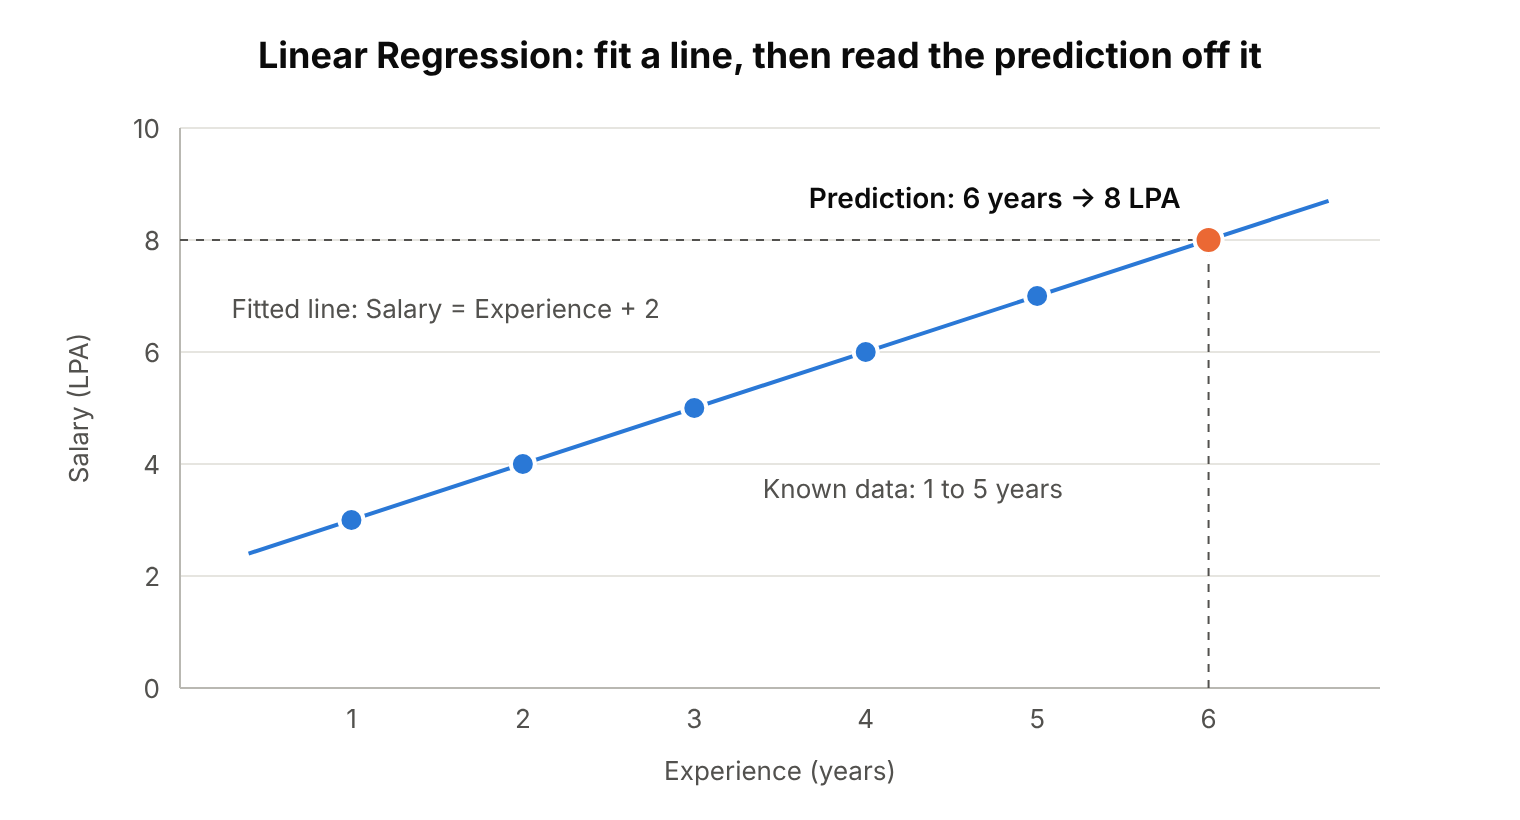 Linear Regression: fit a line, then read the prediction off it
10
Prediction: 6 years → 8 LPA
8
Fitted line: Salary = Experience + 2
6
Salary (LPA)
4
Known data: 1 to 5 years
2
0
1 2 3 4 5 6
Experience (years)